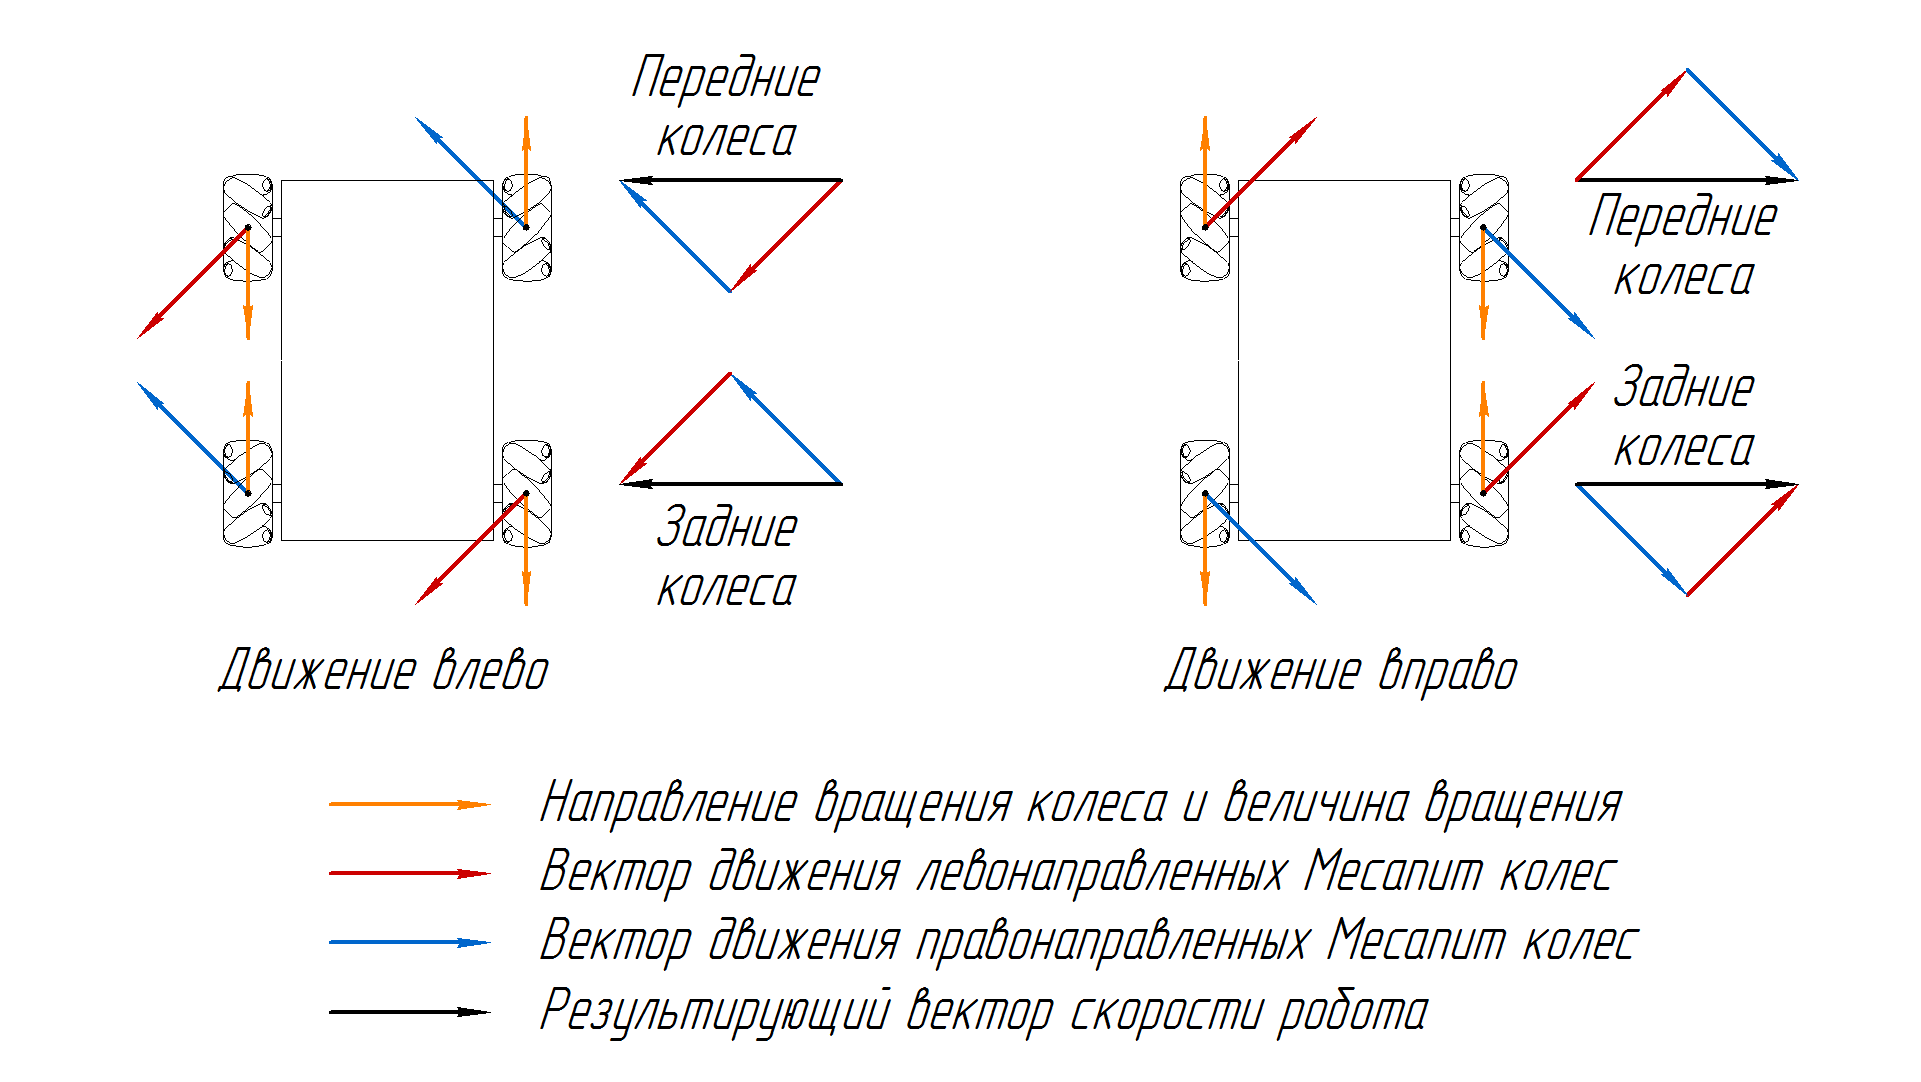 Передние
колеса
Передние
колеса
Задние
колеса
Задние
колеса
Движение влево
Движение вправо
Направление вращения колеса и величина вращения
Вектор движения левонаправленных Mecanum колес
Вектор движения правонаправленных Mecanum колес
Результирующий вектор скорости робота